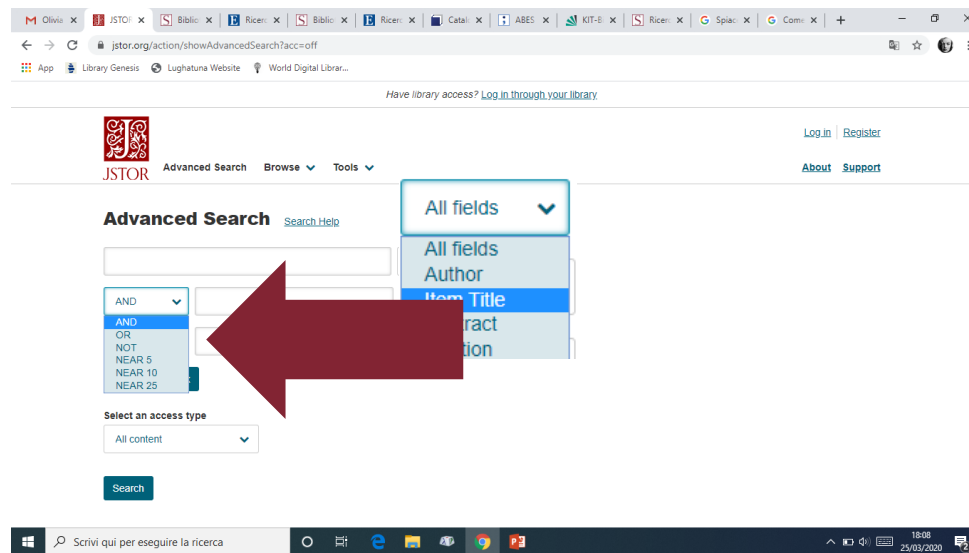 Olivia
JSTOR
Biblio
Ricerc
Biblio
Ricerc
Catal
ABES
KIT-B
Ricerc
Spiac
Come
jstor.org/action/showAdvancedSearch?acc=off
App Library Genesis Lughatuna Website World Digital Librar...
Have library access? Log in through your library
Log in Register
JSTOR Advanced Search Browse Tools About Support
Advanced Search Search Help
All fields
All fields
Author
Item Title
AND
AND
OR
NOT
NEAR 5
NEAR 10
NEAR 25
Select an access type
All content
Search
Scrivi qui per eseguire la ricerca
18:08
25/03/2020